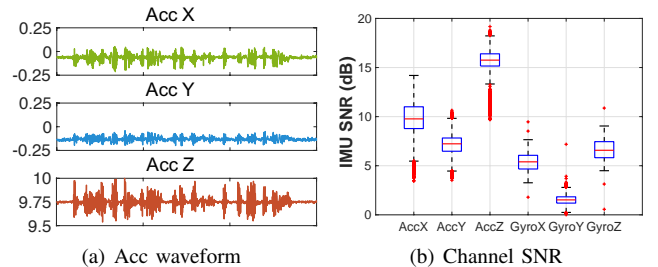 Acc X
0.25
0
-0.25
Acc Y
0.25
0
-0.25
Acc Z
10
9.75
9.5
(a) Acc waveform
IMU SNR (dB)
20
15
10
5
0
AccX AccY AccZ GyroX GyroY GyroZ
(b) Channel SNR